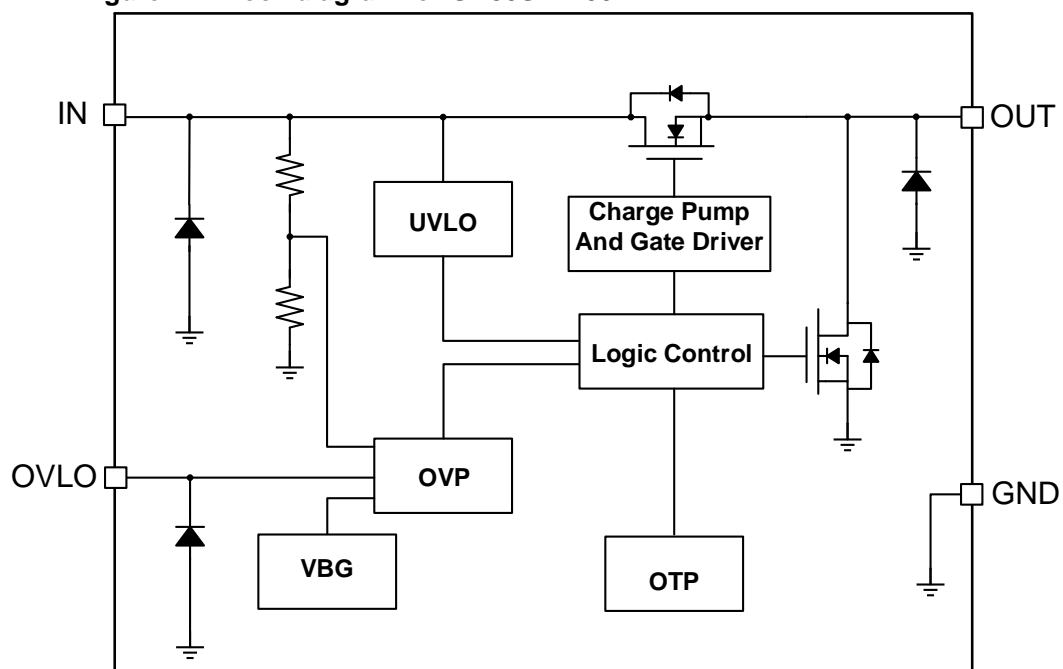 IN
OUT
UVLO
Charge Pump
And Gate Driver
Logic Control
OVLO
OVP
GND
VBG
OTP